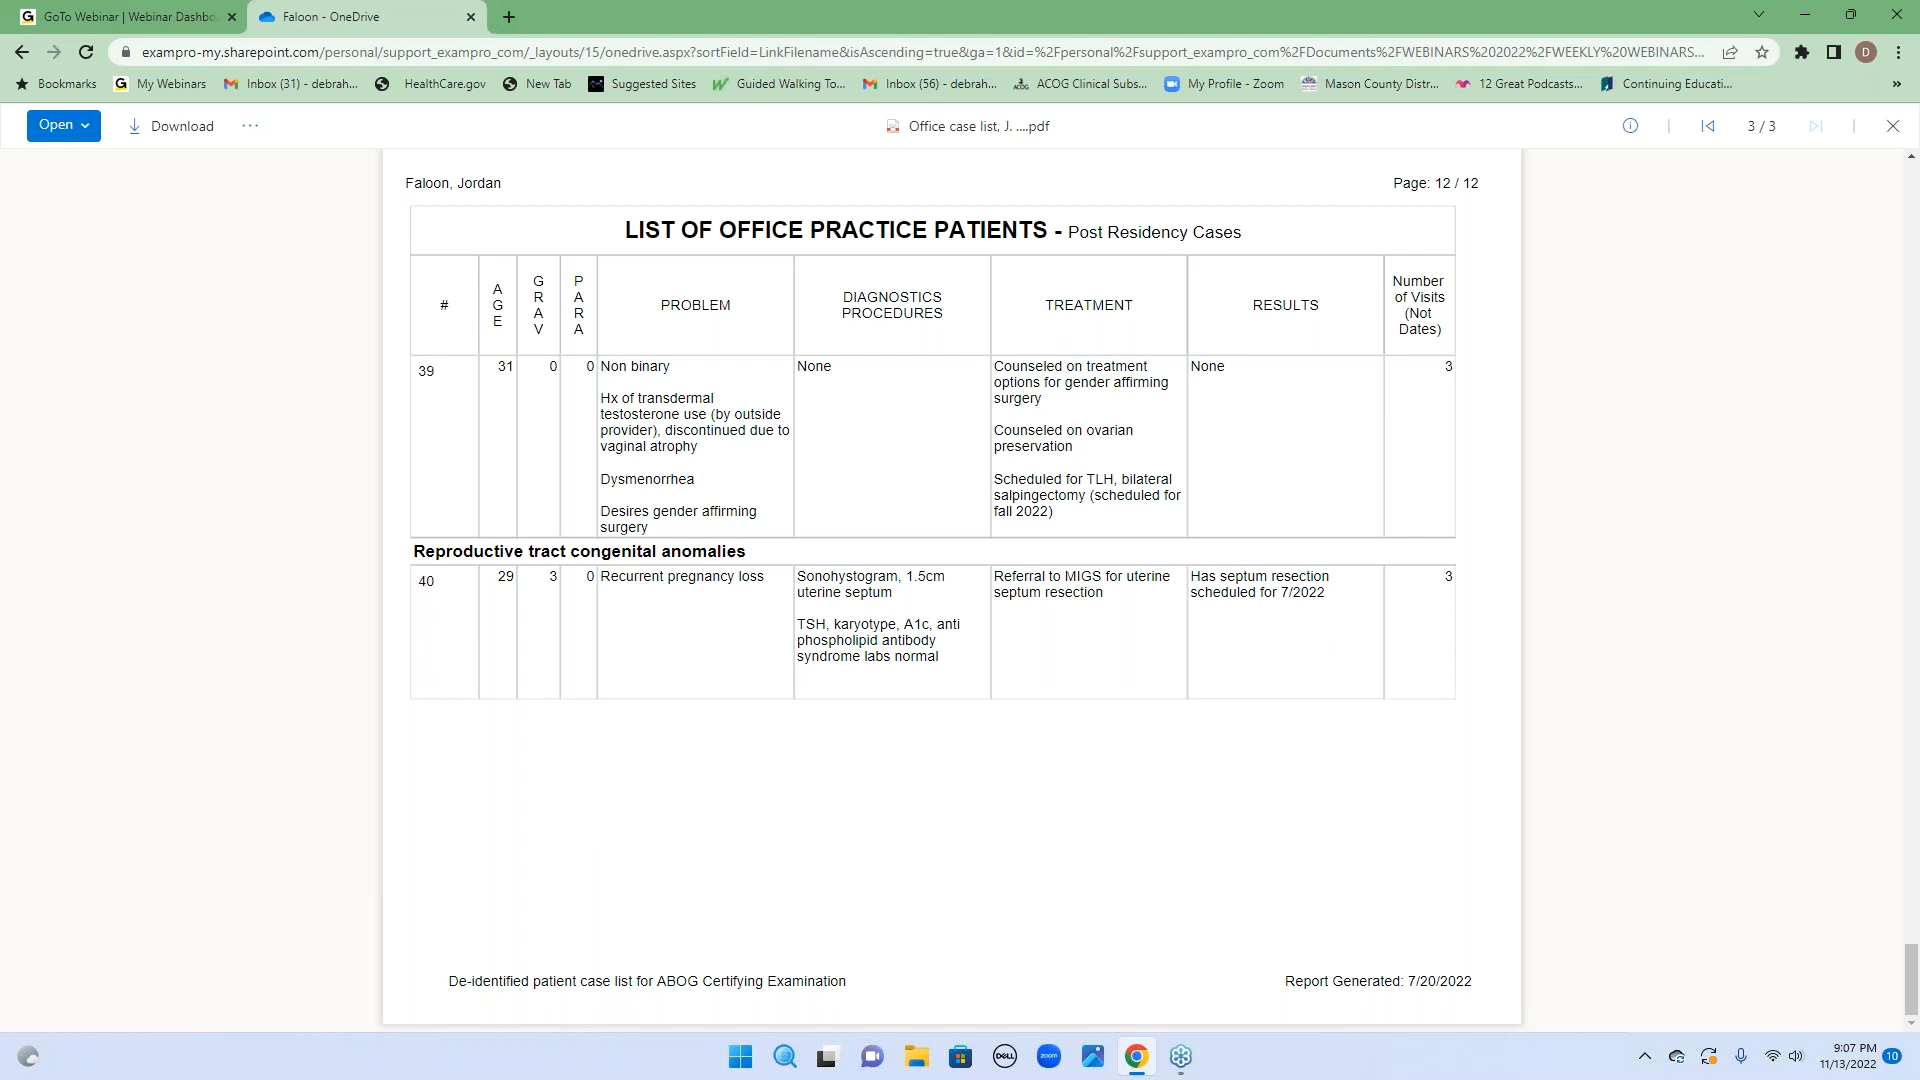 GoTo Webinar | Webinar Dashbo
Faloon - OneDrive
exampro-my.sharepoint.com/personal/support_exampro_com/_layouts/15/onedrive.aspx?sortField=LinkFilename&isAscending=true&ga=1&id=%2Fpersonal%2Fsupport_exampro_com%2FDocuments%2FWEBINARS%202022%2FWEEKLY%20WEBINARS...
D
Bookmarks
My Webinars
Inbox (31) - debrah...
HealthCare.gov
New Tab
Suggested Sites
Guided Walking To...
Inbox (56) - debrah...
ACOG Clinical Subs...
My Profile - Zoom
Mason County Distr...
12 Great Podcasts...
Continuing Educati...
»
Open
Download
...
Office case list, J. ....pdf
3 / 3
Faloon, Jordan
Page: 12 / 12
LIST OF OFFICE PRACTICE PATIENTS - Post Residency Cases
#
AGE
GRAV
PARA
PROBLEM
DIAGNOSTICS
PROCEDURES
TREATMENT
RESULTS
Number
of Visits
(Not
Dates)
39
31
0
0
Non binary
Hx of transdermal
testosterone use (by outside
provider), discontinued due to
vaginal atrophy
Dysmenorrhea
Desires gender affirming
surgery
None
Counseled on treatment
options for gender affirming
surgery
Counseled on ovarian
preservation
Scheduled for TLH, bilateral
salpingectomy (scheduled for
fall 2022)
None
3
Reproductive tract congenital anomalies
40
29
3
0
Recurrent pregnancy loss
Sonohystogram, 1.5cm
uterine septum
TSH, karyotype, A1c, anti
phospholipid antibody
syndrome labs normal
Referral to MIGS for uterine
septum resection
Has septum resection
scheduled for 7/2022
3
De-identified patient case list for ABOG Certifying Examination
Report Generated: 7/20/2022
DELL
zoom
9:07 PM
11/13/2022
10